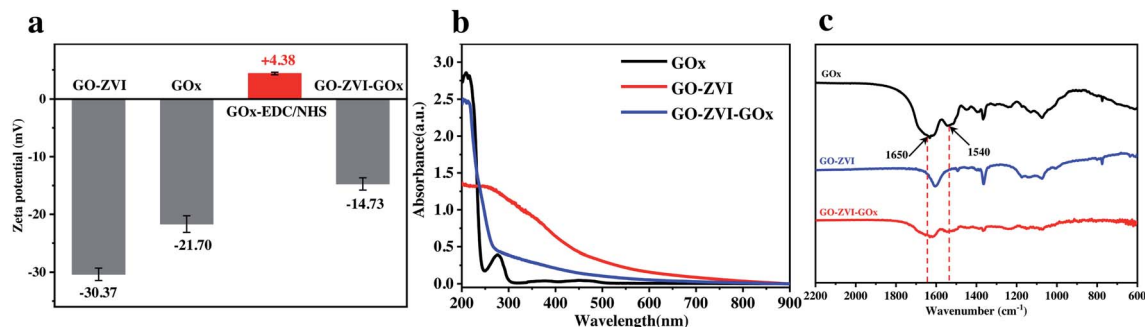 a
+4.38
GO-ZVI
GOx
GO-ZVI-GOx
GOx-EDC/NHS
0
-10
-20
-30
Zeta potential (mV)
-14.73
-21.70
-30.37
b
GOx
GO-ZVI
GO-ZVI-GOx
3.0
2.5
2.0
1.5
1.0
0.5
0.0
Absorbance(a.u.)
200 300 400 500 600 700 800 900
Wavelength(nm)
c
GOx
1650
1540
GO-ZVI
GO-ZVI-GOx
2200 2000 1800 1600 1400 1200 1000 800 600
Wavenumber (cm⁻¹)